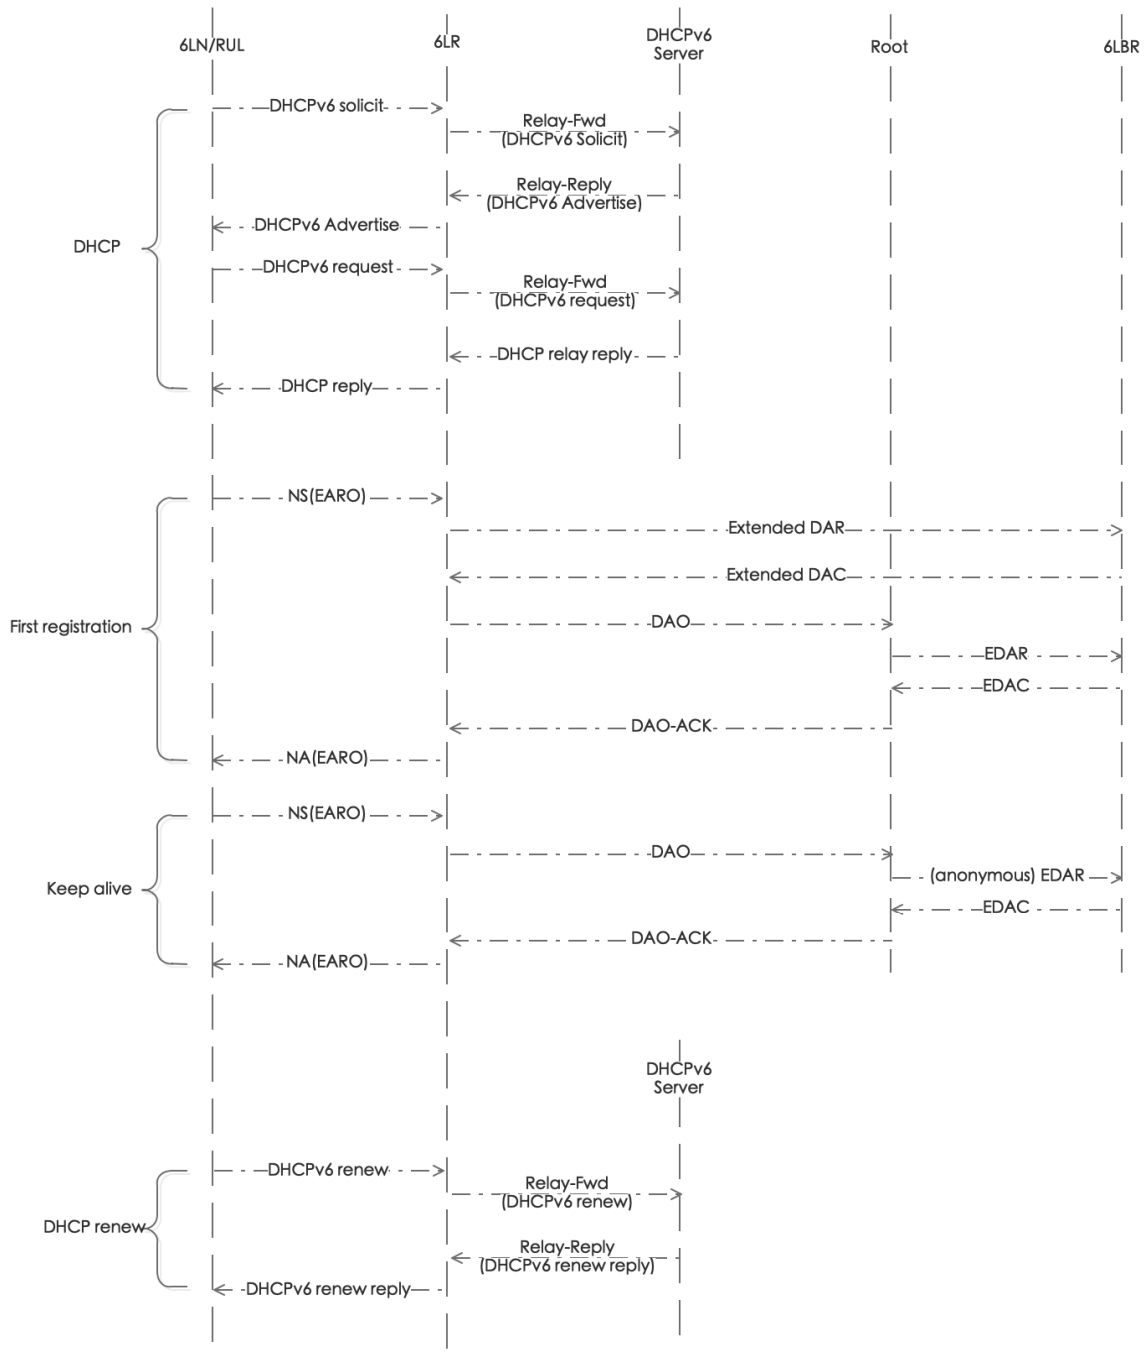 6LN/RUL
6LR
DHCPv6
Server
Root
6LBR
DHCPv6 solicit
Relay-Fwd
(DHCPv6 Solicit)
Relay-Reply
(DHCPv6 Advertise)
DHCPv6 Advertise
DHCP
DHCPv6 request
Relay-Fwd
(DHCPv6 request)
DHCP relay reply
DHCP reply
NS(EARO)
Extended DAR
Extended DAC
DAO
First registration
EDAR
EDAC
DAO-ACK
NA(EARO)
NS(EARO)
DAO
(anonymous) EDAR
Keep alive
EDAC
DAO-ACK
NA(EARO)
DHCPv6
Server
DHCPv6 renew
Relay-Fwd
(DHCPv6 renew)
DHCP renew
Relay-Reply
(DHCPv6 renew reply)
DHCPv6 renew reply